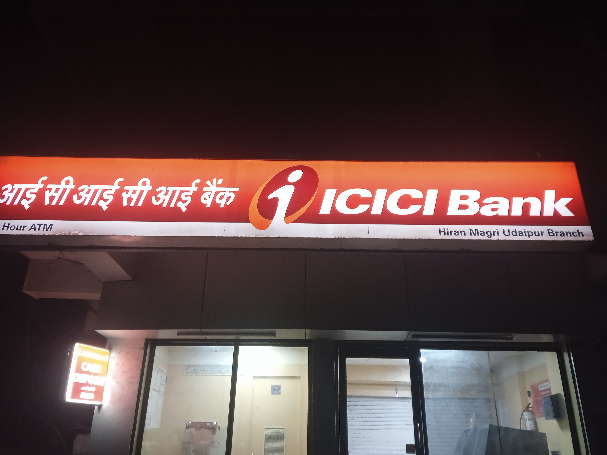 आई सी आई सी आई बैंक
ICICI Bank
Hour ATM
Hiran Magri Udaipur Branch